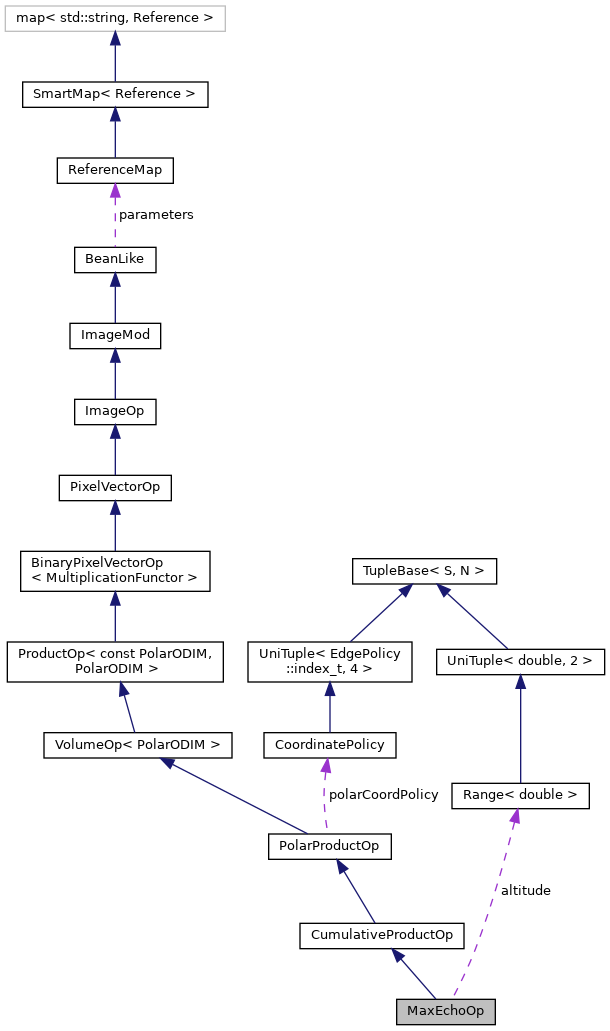 map< std::string, Reference >
SmartMap< Reference >
ReferenceMap
parameters
BeanLike
ImageMod
ImageOp
PixelVectorOp
BinaryPixelVectorOp
< MultiplicationFunctor >
TupleBase< S, N >
ProductOp< const PolarODIM,
PolarODIM >
UniTuple< EdgePolicy
::index_t, 4 >
UniTuple< double, 2 >
VolumeOp< PolarODIM >
CoordinatePolicy
polarCoordPolicy
Range< double >
PolarProductOp
altitude
CumulativeProductOp
MaxEchoOp